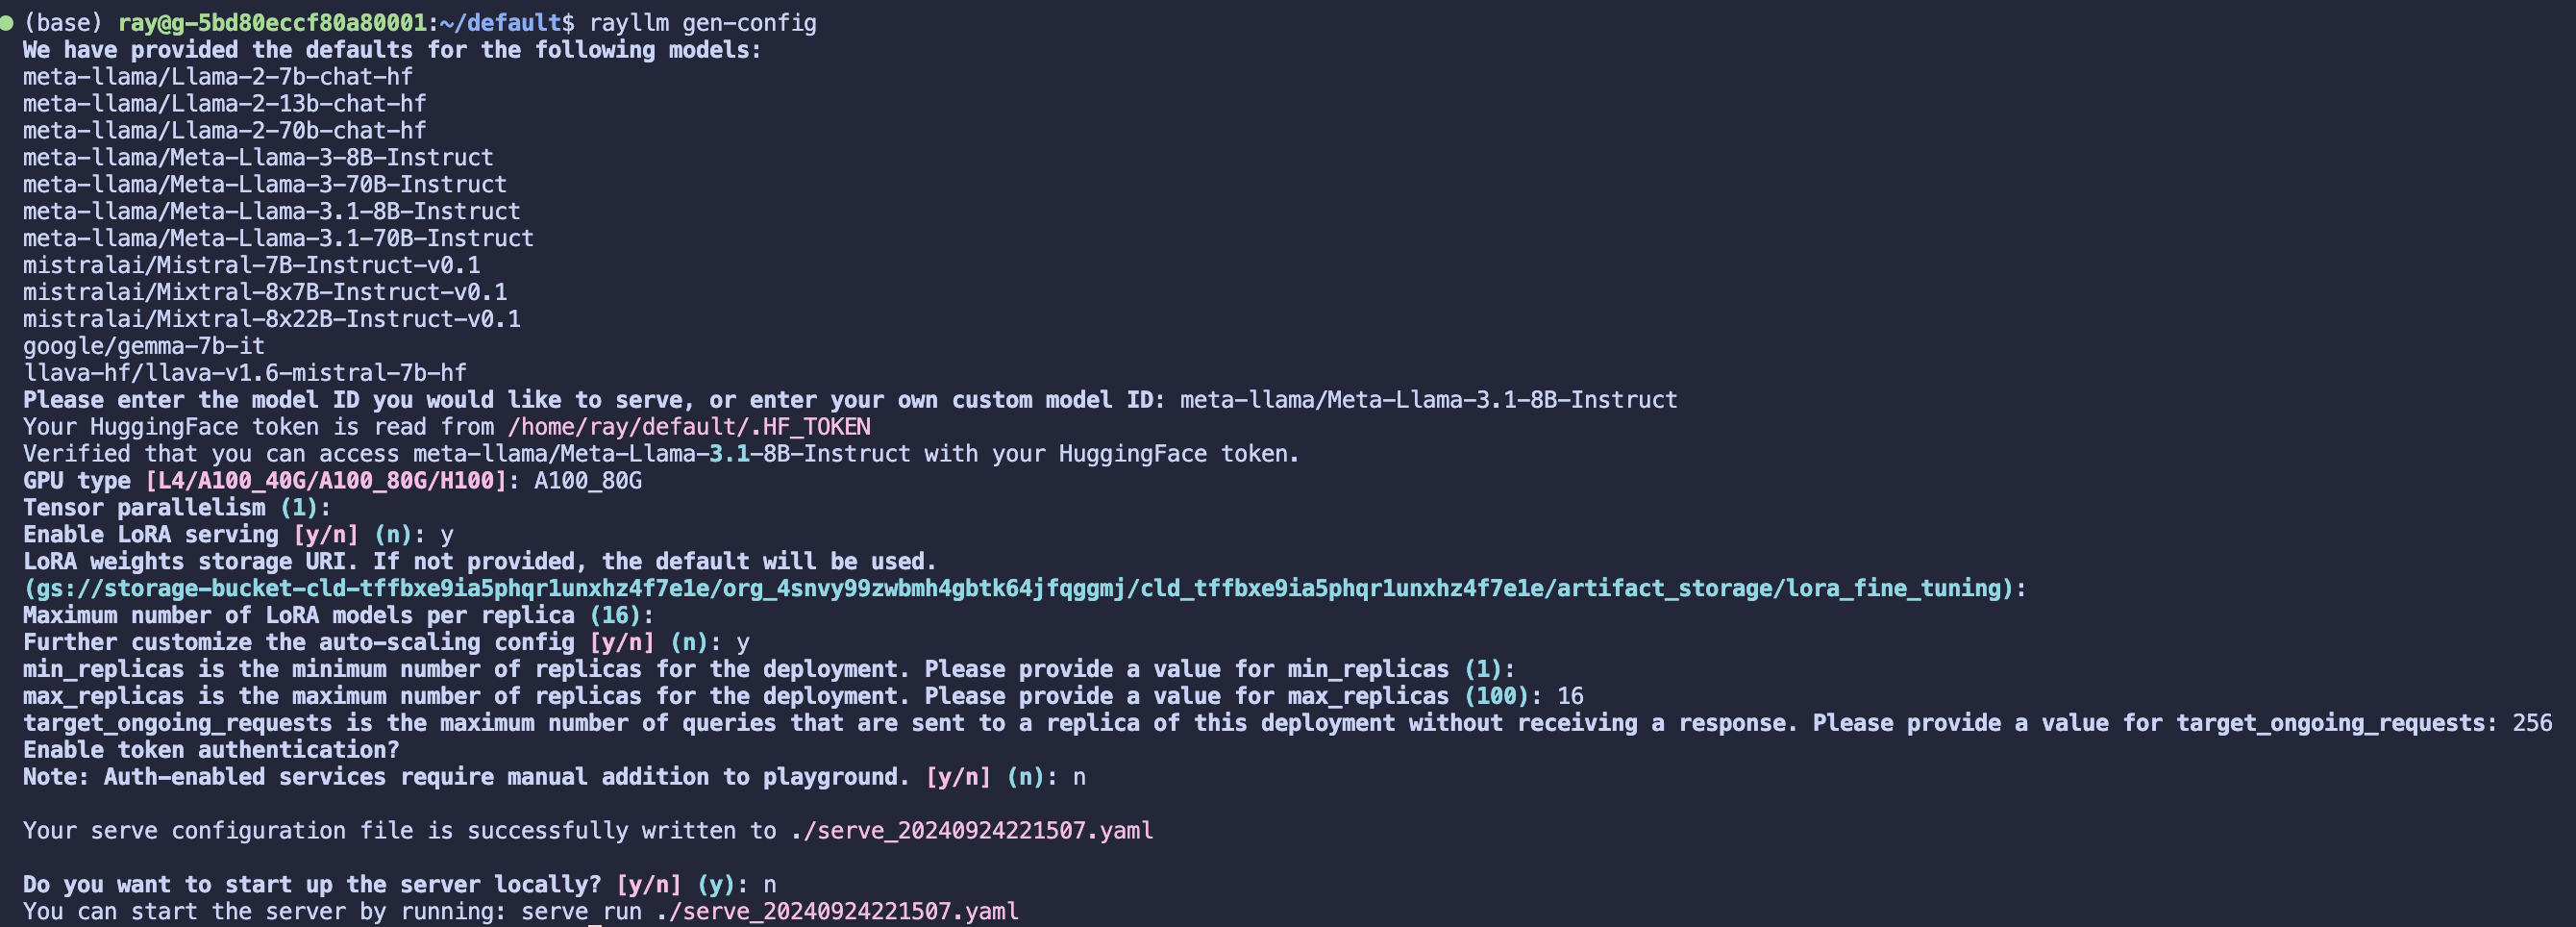 (base) ray@g-5bd80eccf80a80001:~/default$ rayllm gen-config
We have provided the defaults for the following models:
meta-llama/Llama-2-7b-chat-hf
meta-llama/Llama-2-13b-chat-hf
meta-llama/Llama-2-70b-chat-hf
meta-llama/Meta-Llama-3-8B-Instruct
meta-llama/Meta-Llama-3-70B-Instruct
meta-llama/Meta-Llama-3.1-8B-Instruct
meta-llama/Meta-Llama-3.1-70B-Instruct
mistralai/Mistral-7B-Instruct-v0.1
mistralai/Mixtral-8x7B-Instruct-v0.1
mistralai/Mixtral-8x22B-Instruct-v0.1
google/gemma-7b-it
llava-hf/llava-v1.6-mistral-7b-hf
Please enter the model ID you would like to serve, or enter your own custom model ID: meta-llama/Meta-Llama-3.1-8B-Instruct
Your HuggingFace token is read from /home/ray/default/.HF_TOKEN
Verified that you can access meta-llama/Meta-Llama-3.1-8B-Instruct with your HuggingFace token.
GPU type [L4/A100_40G/A100_80G/H100]: A100_80G
Tensor parallelism (1):
Enable LoRA serving [y/n] (n): y
LoRA weights storage URI. If not provided, the default will be used.
(gs://storage-bucket-cld-tffbxe9ia5phqr1unxhz4f7e1e/org_4snvy99zwbmh4gbtk64jfqggmj/cld_tffbxe9ia5phqr1unxhz4f7e1e/artifact_storage/lora_fine_tuning):
Maximum number of LoRA models per replica (16):
Further customize the auto-scaling config [y/n] (n): y
min_replicas is the minimum number of replicas for the deployment. Please provide a value for min_replicas (1):
max_replicas is the maximum number of replicas for the deployment. Please provide a value for max_replicas (100): 16
target_ongoing_requests is the maximum number of queries that are sent to a replica of this deployment without receiving a response. Please provide a value for target_ongoing_requests: 256
Enable token authentication?
Note: Auth-enabled services require manual addition to playground. [y/n] (n): n
Your serve configuration file is successfully written to ./serve_20240924221507.yaml
Do you want to start up the server locally? [y/n] (y): n
You can start the server by running: serve run ./serve_20240924221507.yaml